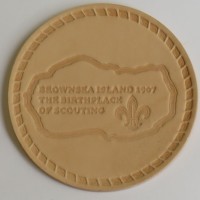 BROWNSEA ISLAND 1907
THE BIRTHPLACE
OF SCOUTING